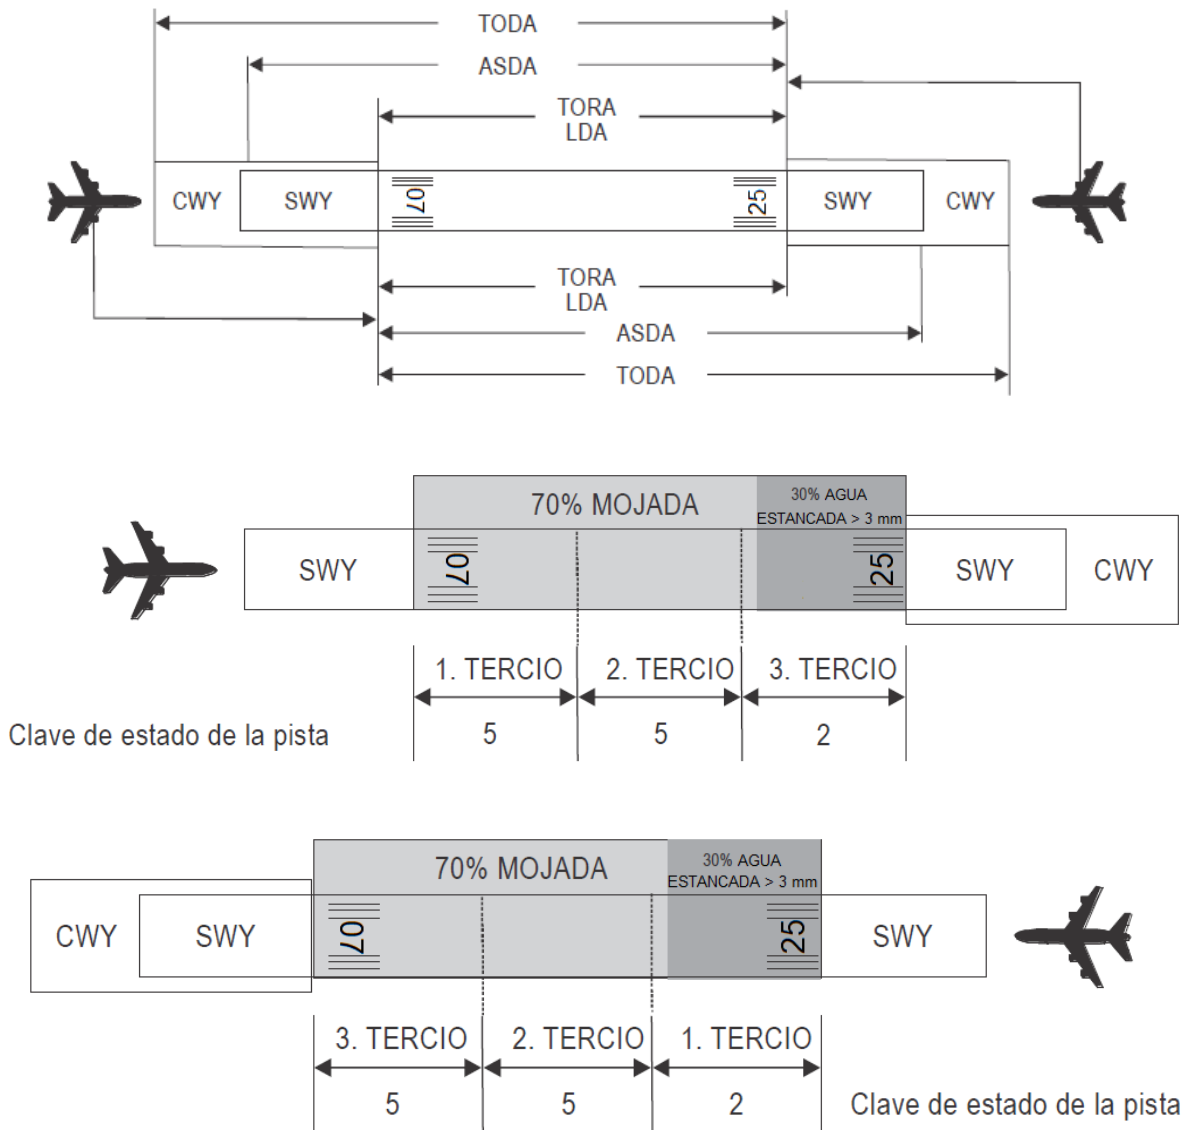 TODA
ASDA
TORA
LDA
CWY SWY 07 25 SWY CWY
TORA
LDA
ASDA
TODA
70% MOJADA
30% AGUA
ESTANCADA > 3 mm
SWY 07 25 SWY CWY
1. TERCIO 2. TERCIO 3. TERCIO
Clave de estado de la pista 5 5 2
70% MOJADA
30% AGUA
ESTANCADA > 3 mm
CWY SWY 07 25 SWY
3. TERCIO 2. TERCIO 1. TERCIO
5 5 2 Clave de estado de la pista